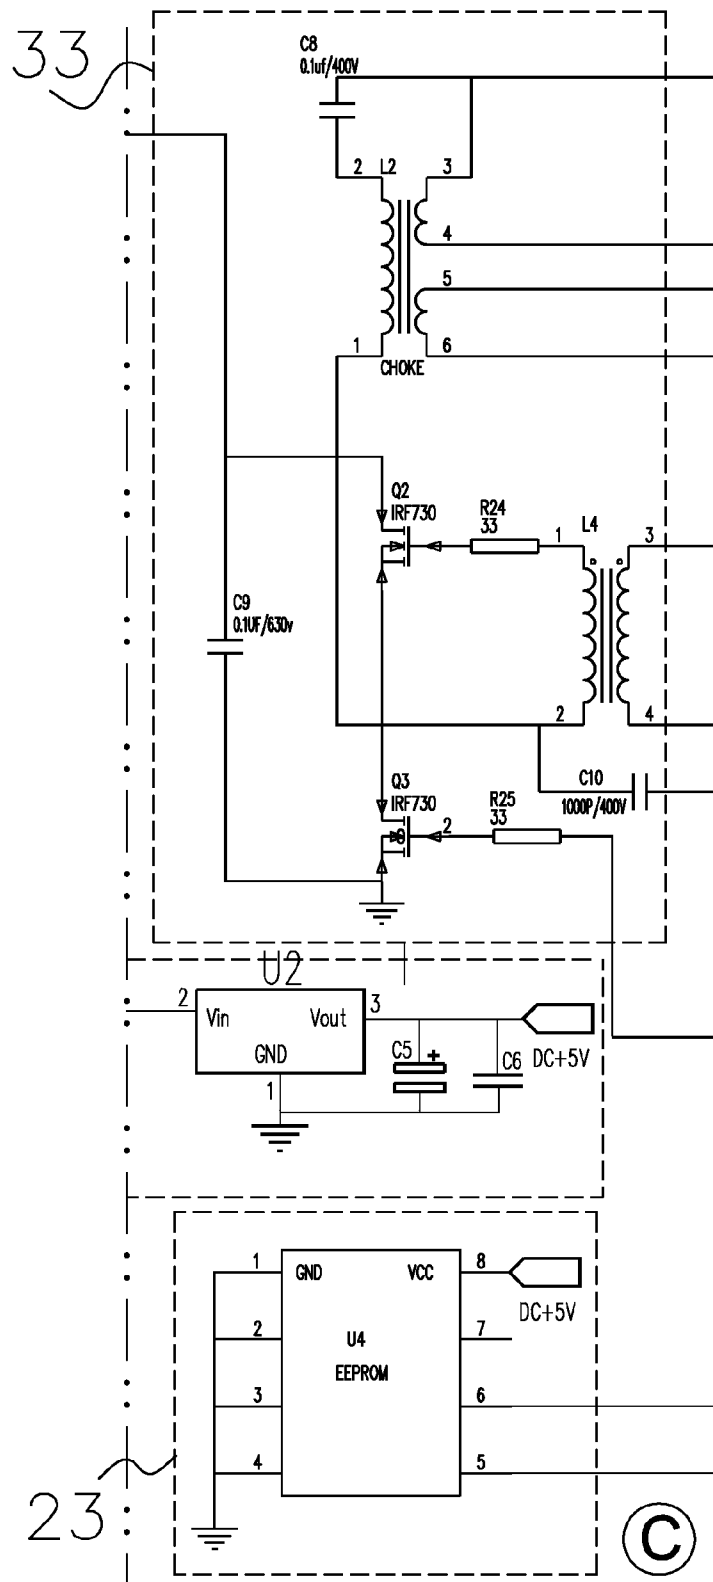 33
C8
0.1uf/400V
2 L2 3
4
5
1 6
CHOKE
Q2
IRF730
R24
33
L4
1 3
C9
0.1UF/630v
2 4
Q3
IRF730
C10
1000P/400V
R25
33
2
U2
2 Vin Vout 3
GND
1
C5 +
C6 DC+5V
1 GND VCC 8
DC+5V
2 U4 7
EEPROM
3 6
4 5
23
C